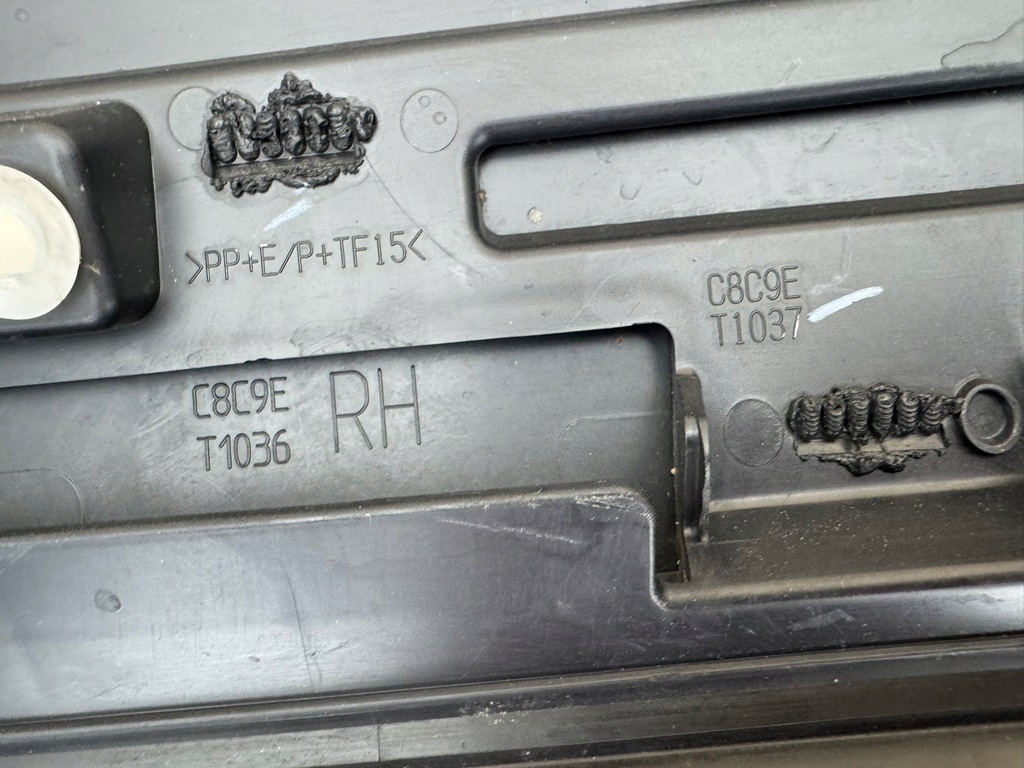 >PP+E/P+TF15<
C8C9E
T1037
C8C9E
T1036
RH